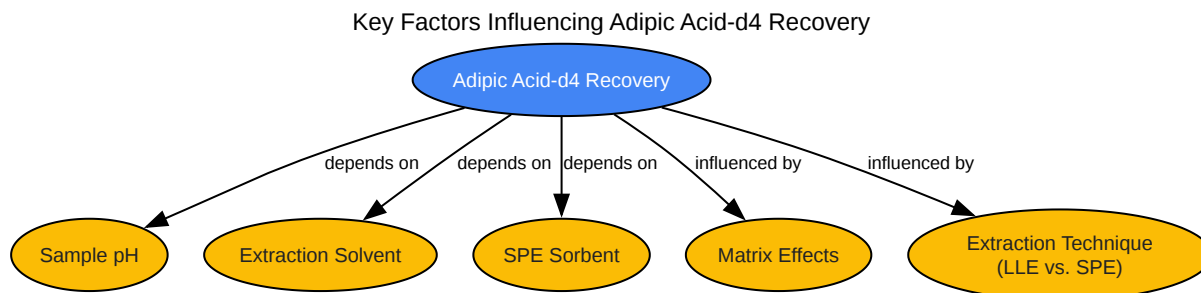 Key Factors Influencing Adipic Acid-d4 Recovery
Adipic Acid-d4 Recovery
depends on
depends on
depends on
influenced by
influenced by
Sample pH
Extraction Solvent
SPE Sorbent
Matrix Effects
Extraction Technique
(LLE vs. SPE)